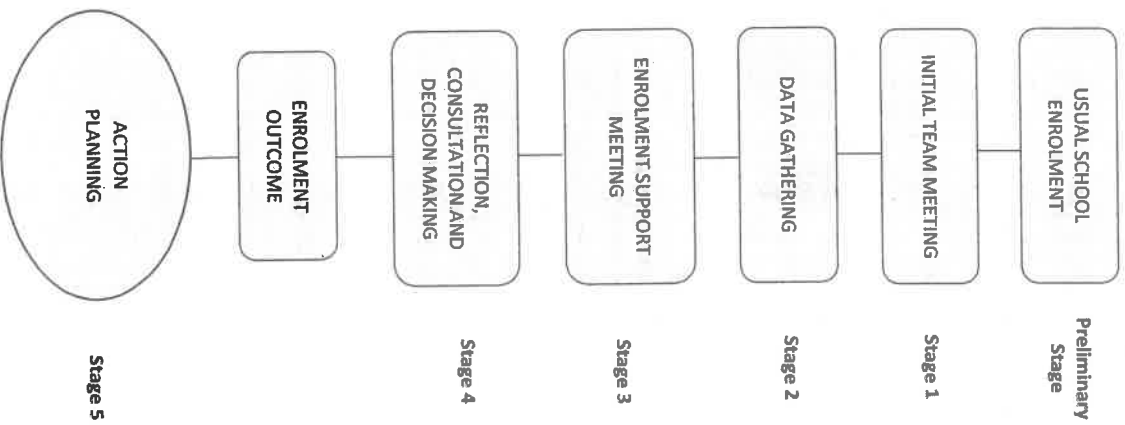 USUAL SCHOOL
ENROLMENT
Preliminary
Stage
INITIAL TEAM MEETING
Stage 1
DATA GATHERING
Stage 2
ENROLMENT SUPPORT
MEETING
Stage 3
REFLECTION,
CONSULTATION AND
DECISION MAKING
Stage 4
ENROLMENT
OUTCOME
ACTION
PLANNING
Stage 5